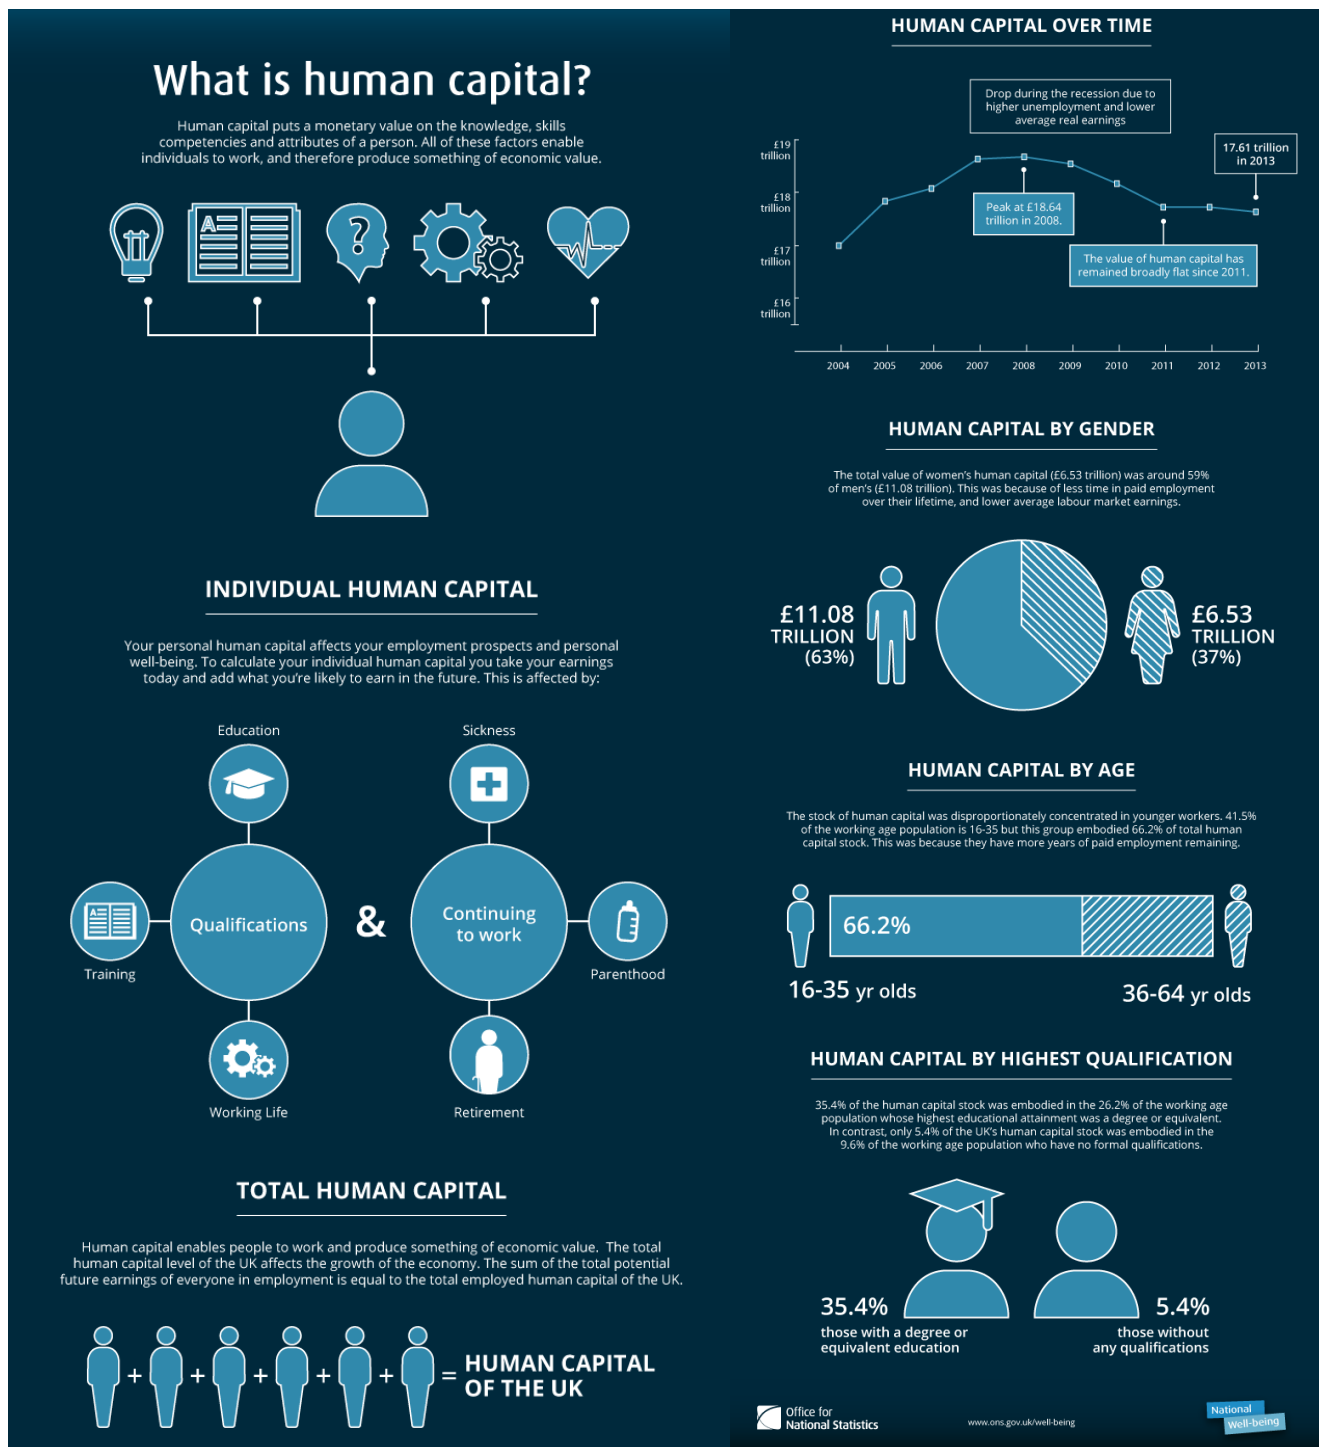 What is human capital?
Human capital puts a monetary value on the knowledge, skills
competencies and attributes of a person. All of these factors enable
individuals to work, and therefore produce something of economic value.
A
?
INDIVIDUAL HUMAN CAPITAL
Your personal human capital affects your employment prospects and personal
well-being. To calculate your individual human capital you take your earnings
today and add what you're likely to earn in the future. This is affected by:
Education
Sickness
Qualifications
&
Continuing
to work
A
Training
Parenthood
Working Life
Retirement
TOTAL HUMAN CAPITAL
Human capital enables people to work and produce something of economic value. The total
human capital level of the UK affects the growth of the economy. The sum of the total potential
future earnings of everyone in employment is equal to the total employed human capital of the UK.
+ + + + + = HUMAN CAPITAL
OF THE UK
HUMAN CAPITAL OVER TIME
Drop during the recession due to
higher unemployment and lower
average real earnings
£19
trillion
17.61 trillion
in 2013
£18
trillion
Peak at £18.64
trillion in 2008.
£17
trillion
The value of human capital has
remained broadly flat since 2011.
£16
trillion
2004 2005 2006 2007 2008 2009 2010 2011 2012 2013
HUMAN CAPITAL BY GENDER
The total value of women's human capital (£6.53 trillion) was around 59%
of men's (£11.08 trillion). This was because of less time in paid employment
over their lifetime, and lower average labour market earnings.
£11.08
TRILLION
(63%)
£6.53
TRILLION
(37%)
HUMAN CAPITAL BY AGE
The stock of human capital was disproportionately concentrated in younger workers. 41.5%
of the working age population is 16-35 but this group embodied 66.2% of total human
capital stock. This was because they have more years of paid employment remaining.
66.2%
16-35 yr olds
36-64 yr olds
HUMAN CAPITAL BY HIGHEST QUALIFICATION
35.4% of the human capital stock was embodied in the 26.2% of the working age
population whose highest educational attainment was a degree or equivalent.
In contrast, only 5.4% of the UK's human capital stock was embodied in the
9.6% of the working age population who have no formal qualifications.
35.4%
those with a degree or
equivalent education
5.4%
those without
any qualifications
Office for
National Statistics
www.ons.gov.uk/well-being
National
Well-being